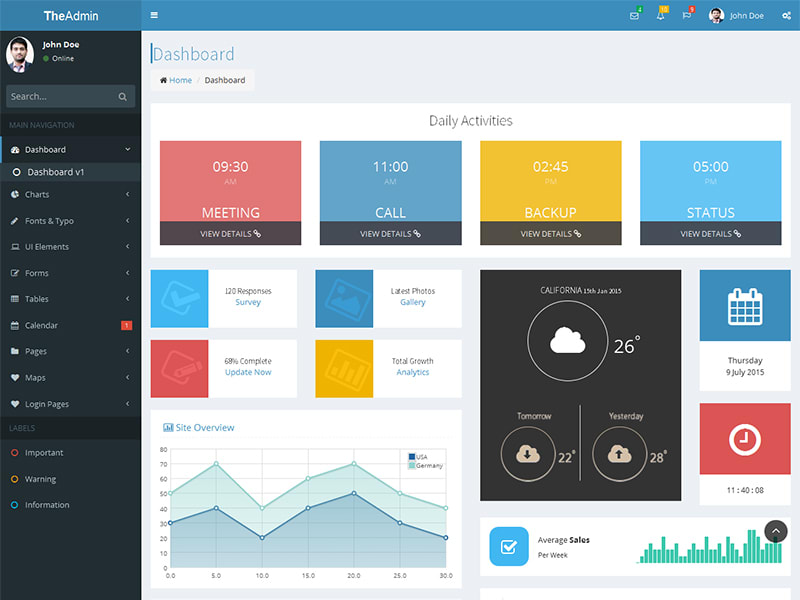 TheAdmin
4
10
9
John Doe
John Doe
Online
Search...
MAIN NAVIGATION
Dashboard
Dashboard v1
Charts
Fonts & Typo
UI Elements
Forms
Tables
Calendar
1
Pages
Maps
Login Pages
LABELS
Important
Warning
Information
Dashboard
Home / Dashboard
Daily Activities
09:30
AM
MEETING
VIEW DETAILS
11:00
AM
CALL
VIEW DETAILS
02:45
PM
BACKUP
VIEW DETAILS
05:00
PM
STATUS
VIEW DETAILS
120 Responses
Survey
Latest Photos
Gallery
68% Complete
Update Now
Total Growth
Analytics
CALIFORNIA 15th Jan 2015
26°
Tomorrow
22°
Yesterday
28°
Thursday
9 July 2015
11 : 40 : 08
Site Overview
80
70
60
50
40
30
20
10
0
0.0 5.0 10.0 15.0 20.0 25.0 30.0
USA
Germany
Average Sales
Per Week